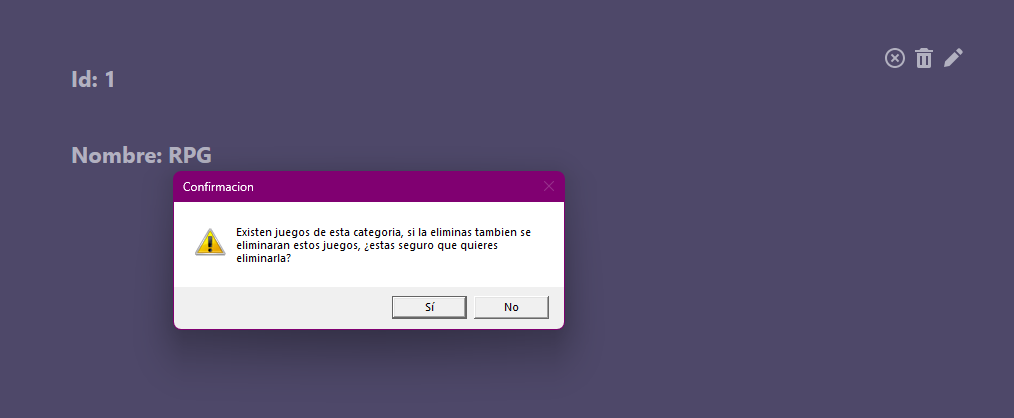 Id: 1
Nombre: RPG
Confirmacion
Existen juegos de esta categoria, si la eliminas tambien se
eliminaran estos juegos, ¿estas seguro que quieres
eliminarla?
Sí
No